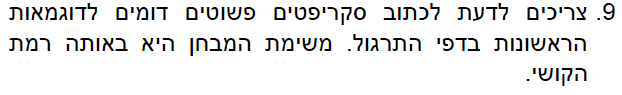 9. צריכים לדעת לכתוב סקריפטים פשוטים דומים לדוגמאות
הראשונות בדפי התרגול. משימת המבחן היא באותה רמת
הקושי.